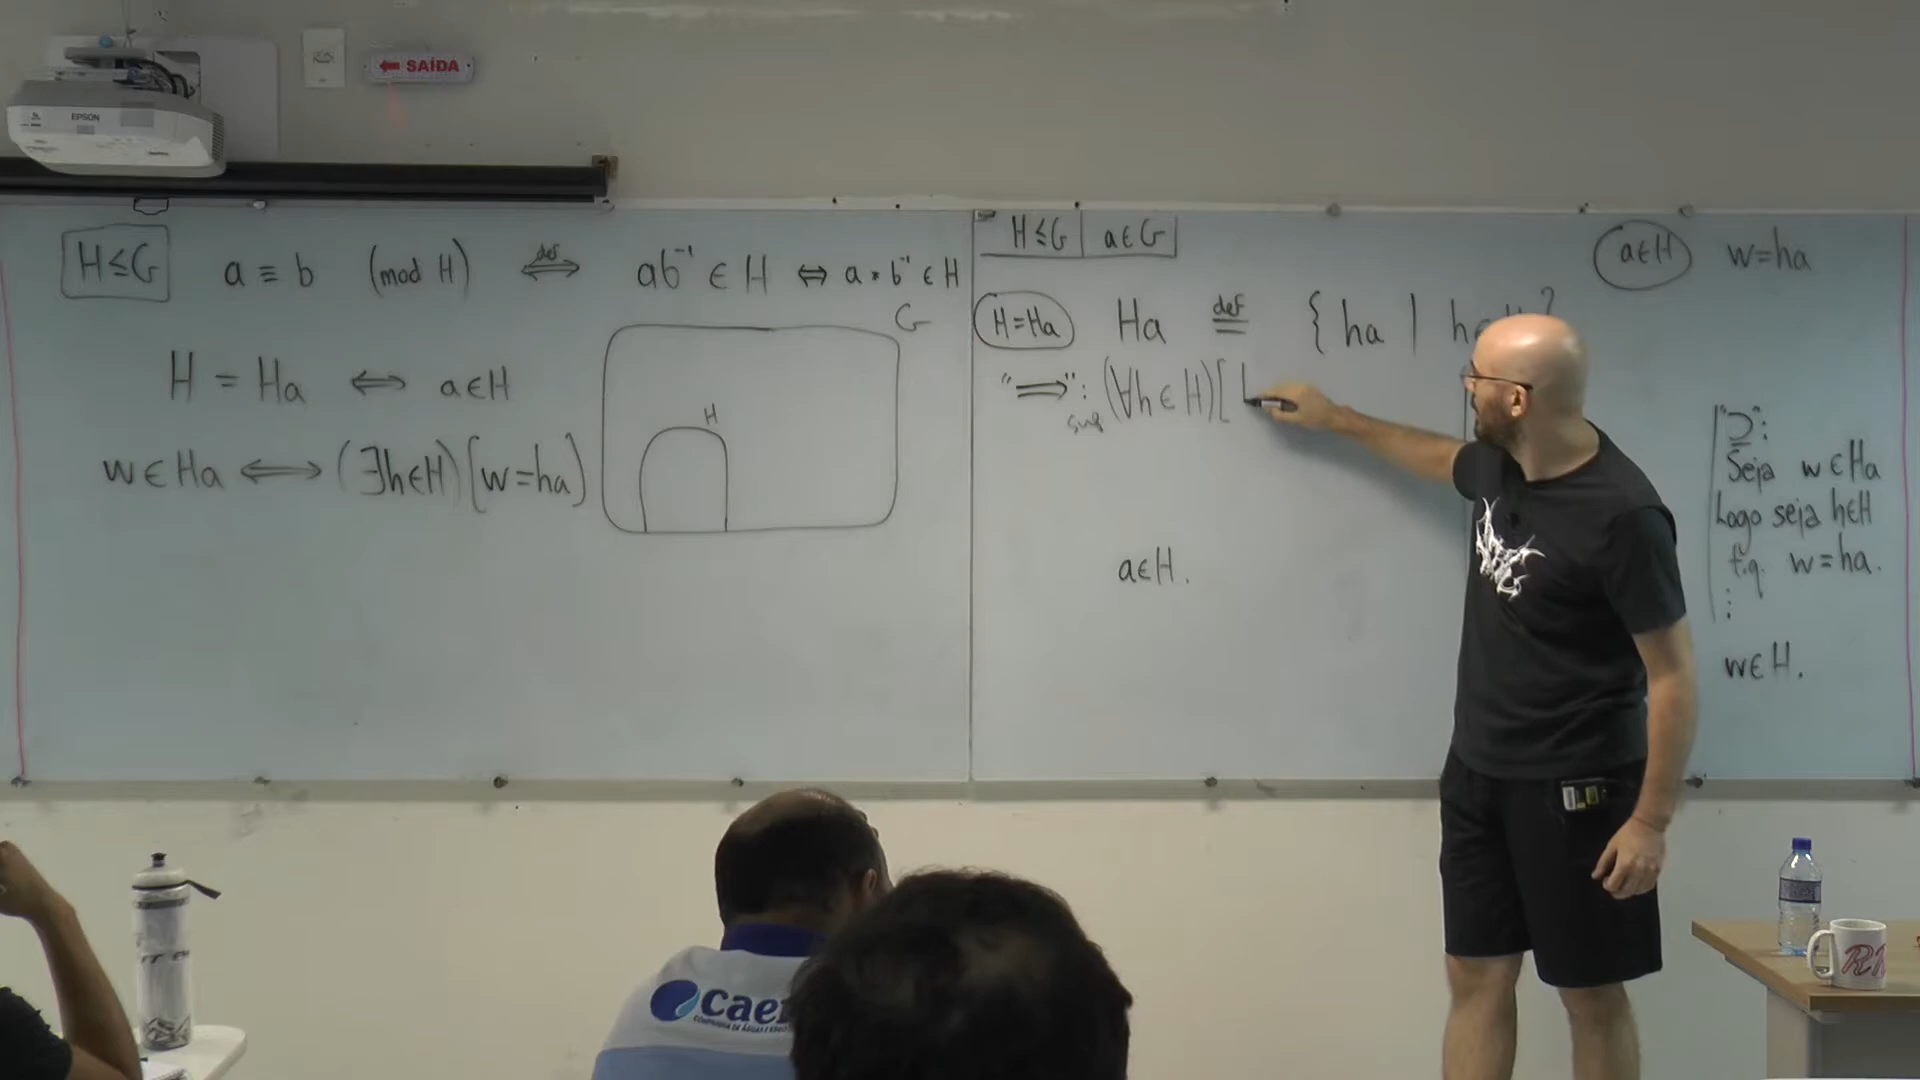 EPSON
SAÍDA
H≤G a ≡ b (mod H) ⟺ def ab⁻¹ ∈ H ⟺ a • b⁻¹ ∈ H
G
H = Ha ⟺ a∈H
H
w ∈ Ha ⟺ (∃h∈H)[w=ha]
H≤G a∈G
H=Ha Ha def = { ha | h∈H }
"⟹": (∀h∈H)[
sup
a∈H.
a∈H w=ha
"⊇":
Seja w∈Ha
Logo seja h∈H
t.q. w=ha.
⋮
w∈H.